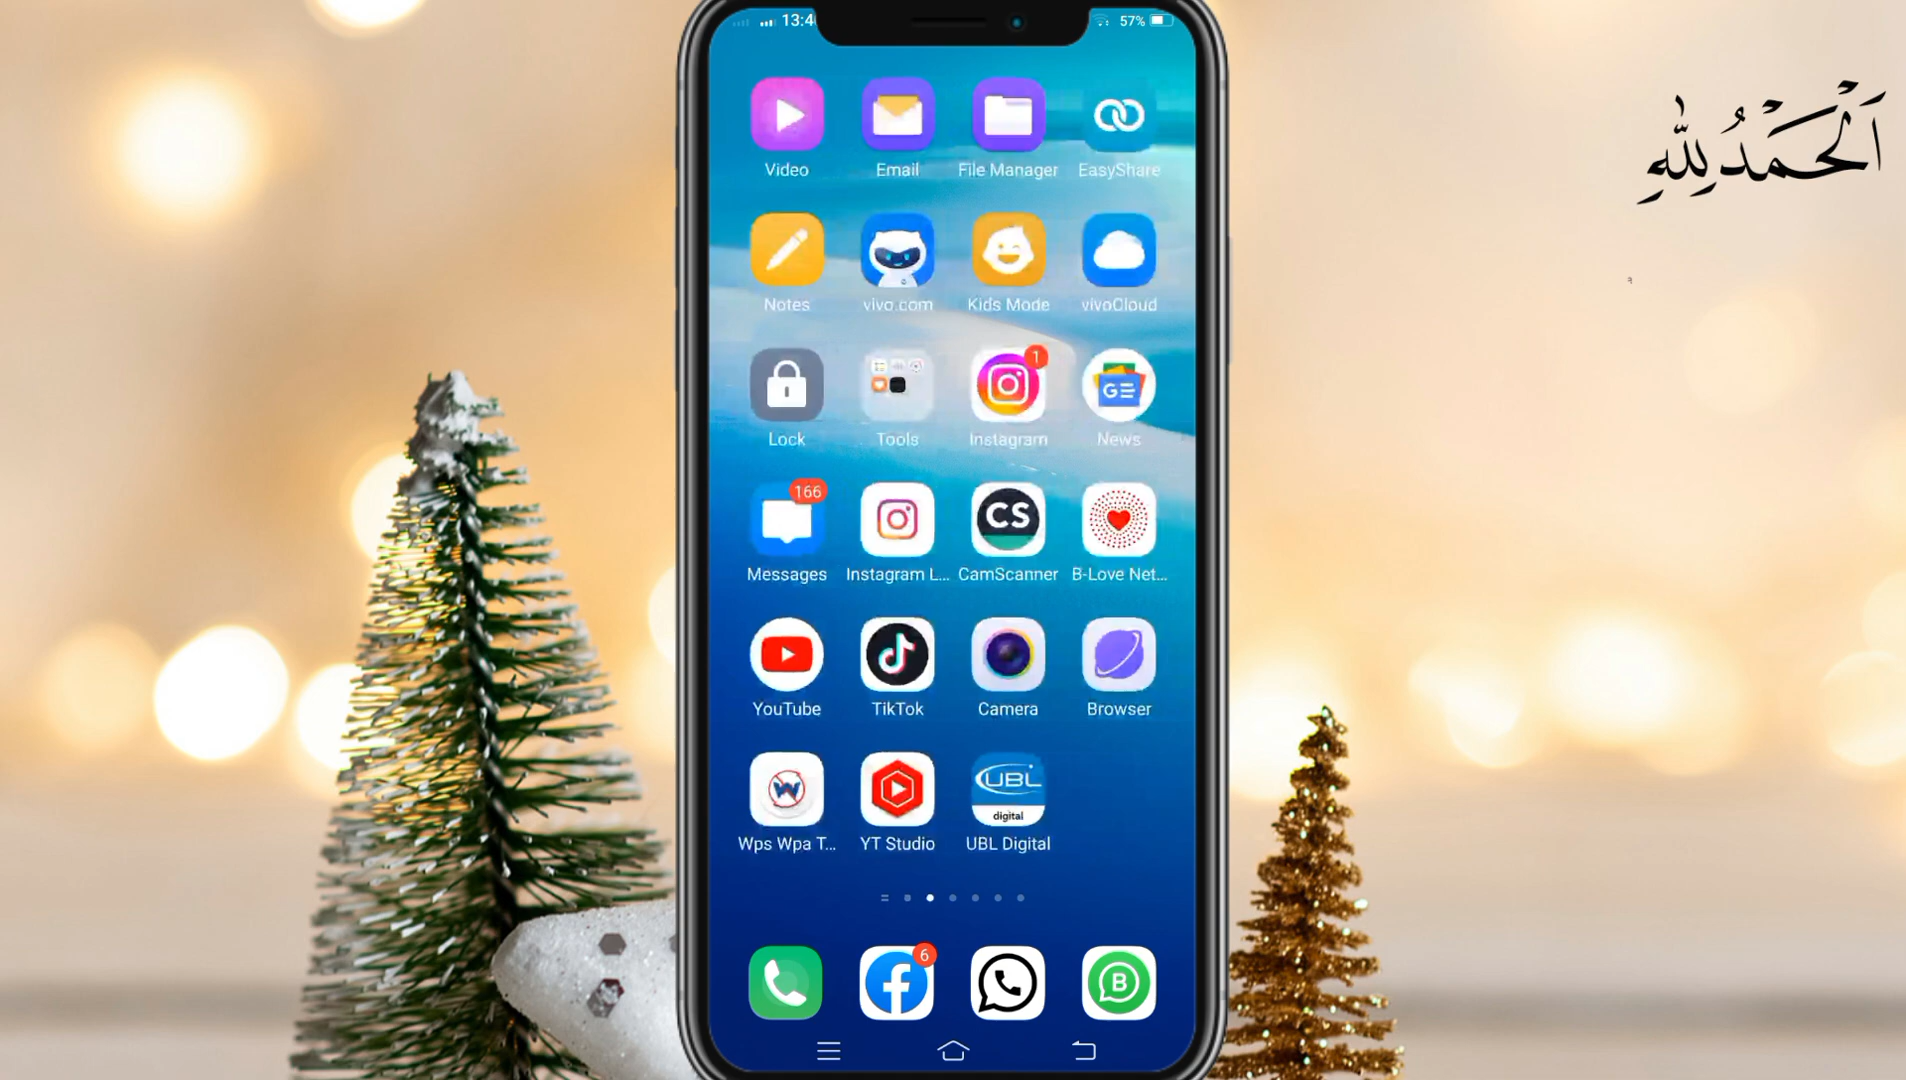 13:4
57%
Video Email File Manager EasyShare
Notes vivo.com Kids Mode vivoCloud
1
GE
Lock Tools Instagram News
166
CS
Messages Instagram L... CamScanner B-Love Net...
YouTube TikTok Camera Browser
W
UBL
digital
Wps Wpa T... YT Studio UBL Digital
6
B
اَلْحَمْدُلِلّٰهِ